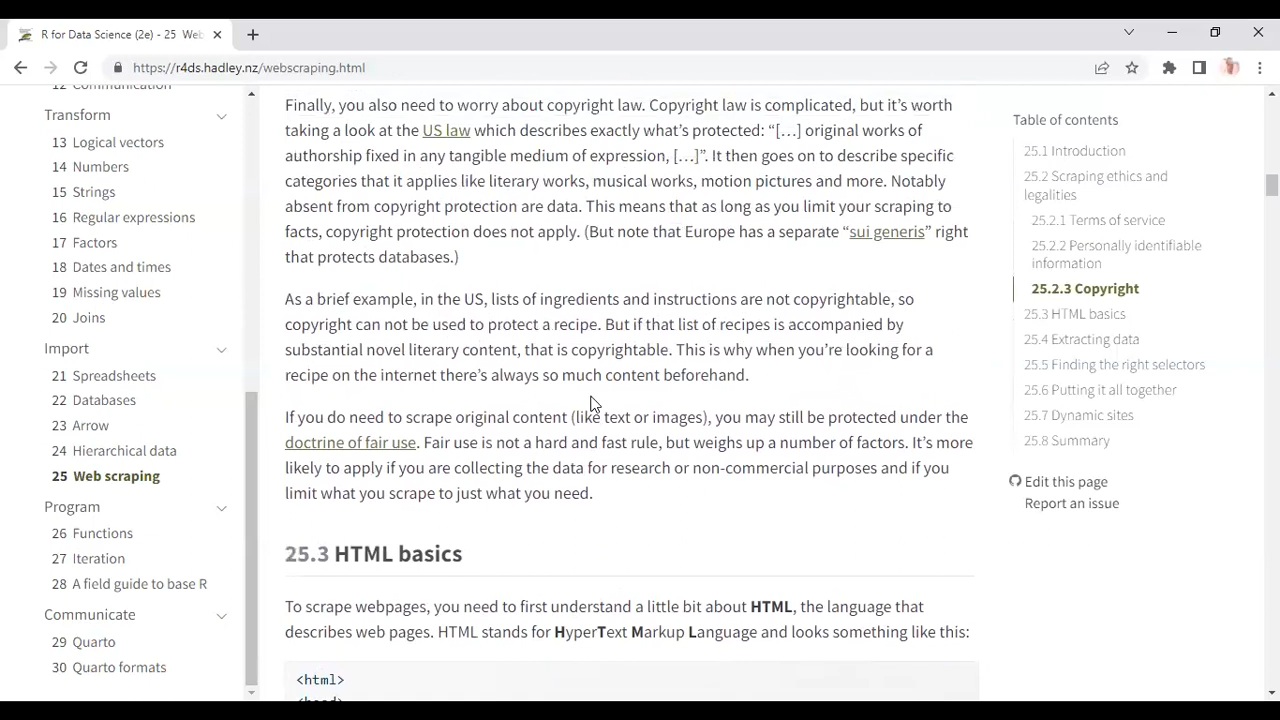 R for Data Science (2e) - 25 Web
https://r4ds.hadley.nz/webscraping.html
12 Communication
Transform
13 Logical vectors
14 Numbers
15 Strings
16 Regular expressions
17 Factors
18 Dates and times
19 Missing values
20 Joins
Import
21 Spreadsheets
22 Databases
23 Arrow
24 Hierarchical data
25 Web scraping
Program
26 Functions
27 Iteration
28 A field guide to base R
Communicate
29 Quarto
30 Quarto formats
Finally, you also need to worry about copyright law. Copyright law is complicated, but it’s worth
taking a look at the US law which describes exactly what’s protected: “[…] original works of
authorship fixed in any tangible medium of expression, […]”. It then goes on to describe specific
categories that it applies like literary works, musical works, motion pictures and more. Notably
absent from copyright protection are data. This means that as long as you limit your scraping to
facts, copyright protection does not apply. (But note that Europe has a separate “sui generis” right
that protects databases.)
As a brief example, in the US, lists of ingredients and instructions are not copyrightable, so
copyright can not be used to protect a recipe. But if that list of recipes is accompanied by
substantial novel literary content, that is copyrightable. This is why when you’re looking for a
recipe on the internet there’s always so much content beforehand.
If you do need to scrape original content (like text or images), you may still be protected under the
doctrine of fair use. Fair use is not a hard and fast rule, but weighs up a number of factors. It’s more
likely to apply if you are collecting the data for research or non-commercial purposes and if you
limit what you scrape to just what you need.
25.3 HTML basics
To scrape webpages, you need to first understand a little bit about HTML, the language that
describes web pages. HTML stands for HyperText Markup Language and looks something like this:
<html>
<head>
Table of contents
25.1 Introduction
25.2 Scraping ethics and
legalities
25.2.1 Terms of service
25.2.2 Personally identifiable
information
25.2.3 Copyright
25.3 HTML basics
25.4 Extracting data
25.5 Finding the right selectors
25.6 Putting it all together
25.7 Dynamic sites
25.8 Summary
Edit this page
Report an issue